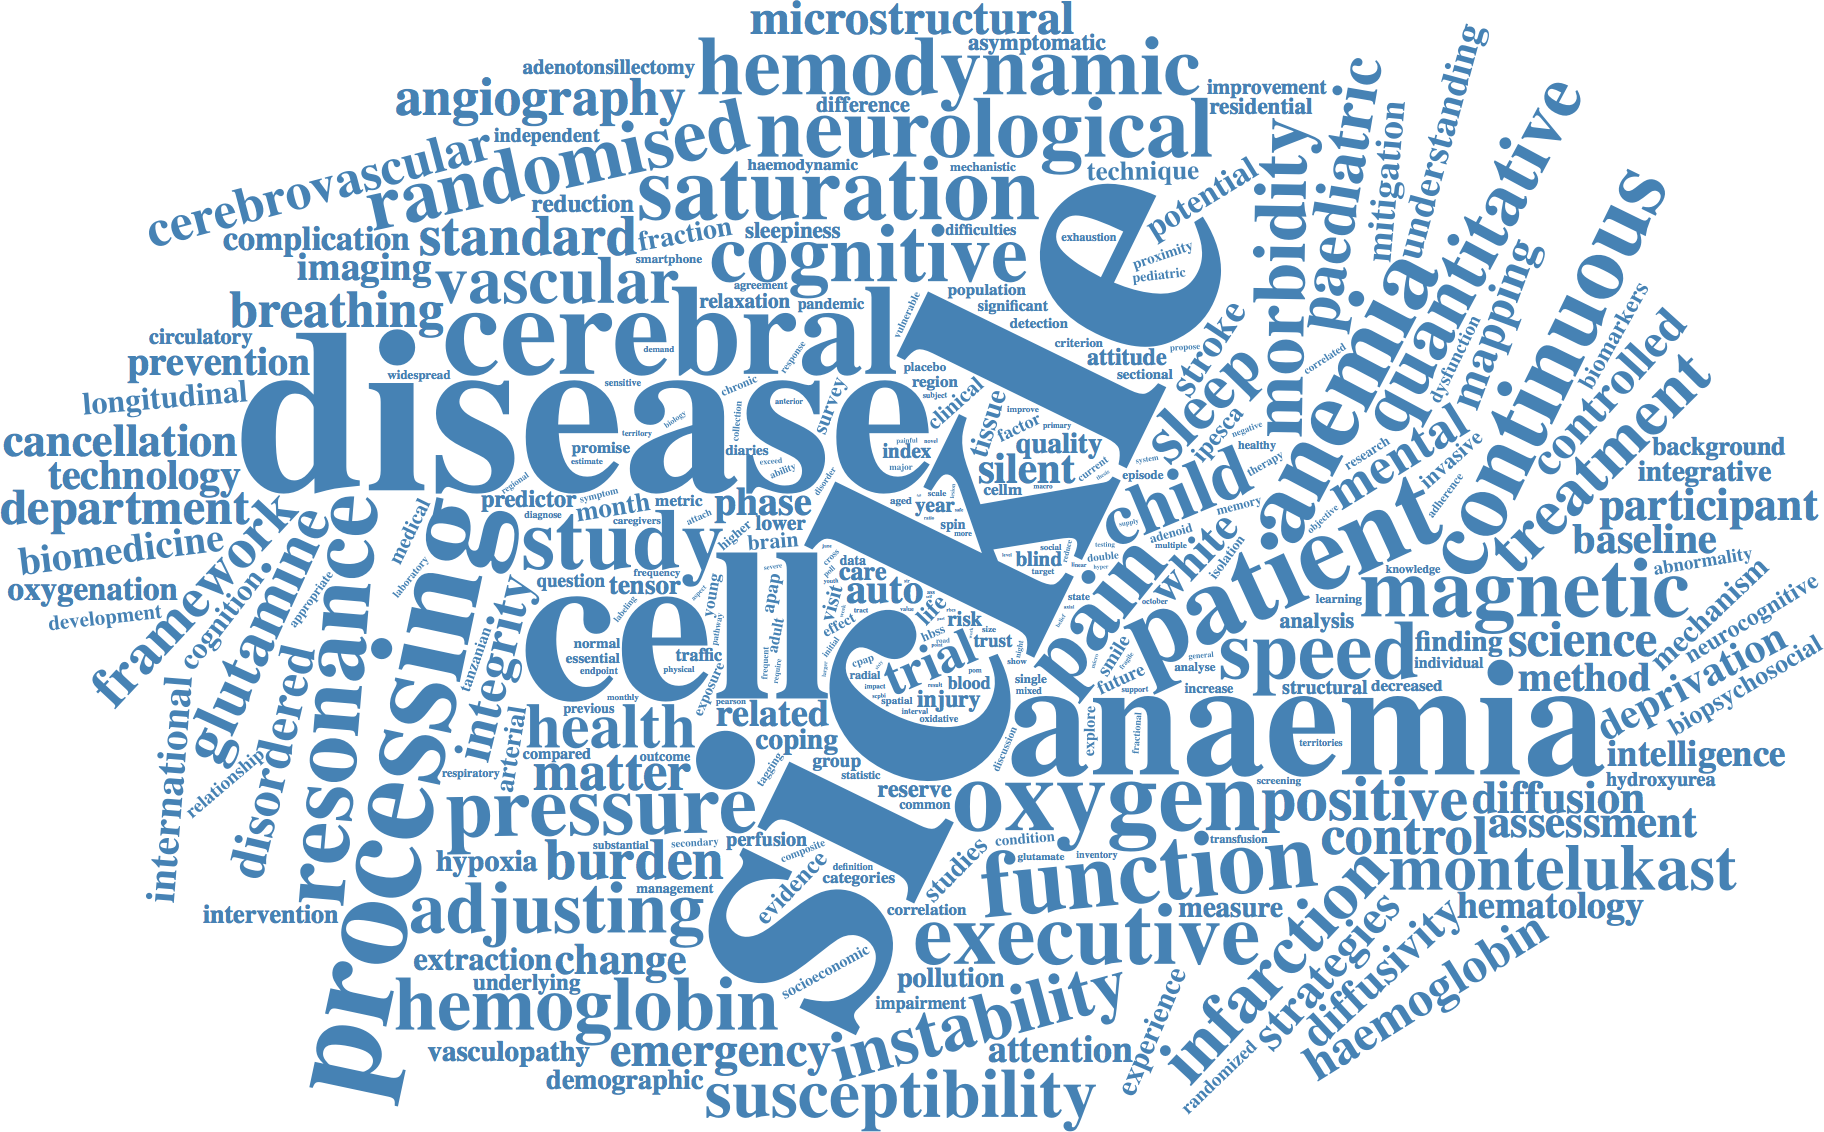 microstructural
asymptomatic
hemodynamic
adenotonsillectomy
angiography
difference
improvement
residential
independent
randomised
neurological
cerebrovascular
haemodynamic
mechanistic
technique
saturation
reduction
potential
morbidity
paediatric
mitigation
understanding
quantitative
continuous
complication
standard
fraction
sleepiness
difficulties
exhaustion
proximity
pediatric
imaging
smartphone
cognitive
vascular
agreement
population
significant
detection
breathing
relaxation
pandemic
vulnerable
circulatory
cerebral
demand
response
criterion
correlated
propose
attitude
sectional
stroke
sleep
anemia
dysfunction
mapping
biomarkers
controlled
treatment
prevention
widespread
disease
sensitive
chronic
anterior
survey
placebo
region
subject
clinical
longitudinal
collection
biology
territory
tissue
improve
factor
primary
ipesca
negative
healthy
cancellation
promise
estimate
diaries
exceed
ability
disorder
index
painful
novel
major
quality
silent
current
thesis
system
episode
therapy
research
mental
invasive
background
integrative
technology
regional
department
predictor
symptom
diagnose
month
metric
caregivers
attach
phase
aged
scale
year
cellm
macro
child
memory
adherence
objective
participant
biomedicine
framework
medical
lower
higher
brain
spin
more
supply
adenoid
multiple
white
isolation
patient
baseline
abnormality
oxygenation
glutamine
resonance
processing
laboratory
study
question
frequency
tensor
severe
cross
data
care
social
blind
target
reduce
testing
double
linear
hyper
knowledge
magnetic
development
cognition
appropriate
integrity
labeling
cell
aspect
young
pathway
apap
adult
visit
auto
effect
tract
value
life
risk
state
pain
october
learning
analysis
mechanism
neurocognitive
tanzanian
normal
essential
endpoint
traffic
physical
exposure
frequent
require
initial
hbss
size
trust
trial
cpap
radial
impact
result
night
show
smile
fragile
micro
general
analyse
speed
finding
individual
science
biopsychosocial
deprivation
disordered
international
monthly
previous
pearson
spatial
interval
injury
blood
oxidative
single
mixed
future
support
increase
structural
decreased
method
relationship
arterial
health
related
sickle
discussion
explore
fractional
anaemia
territories
intelligence
hydroxyurea
respiratory
compared
outcome
matter
coping
group
tagging
statistic
reserve
common
screening
oxygen
positive
diffusion
pressure
substantial
secondary
perfusion
composite
condition
transfusion
control
assessment
hypoxia
burden
management
evidence
definition
categories
studies
glutamate
inventory
function
montelukast
intervention
adjusting
correlation
measure
hematology
executive
infarction
strategies
diffusivity
haemoglobin
extraction
change
underlying
socioeconomic
pollution
hemoglobin
impairment
instability
experience
vasculopathy
emergency
attention
randomized
demographic
susceptibility